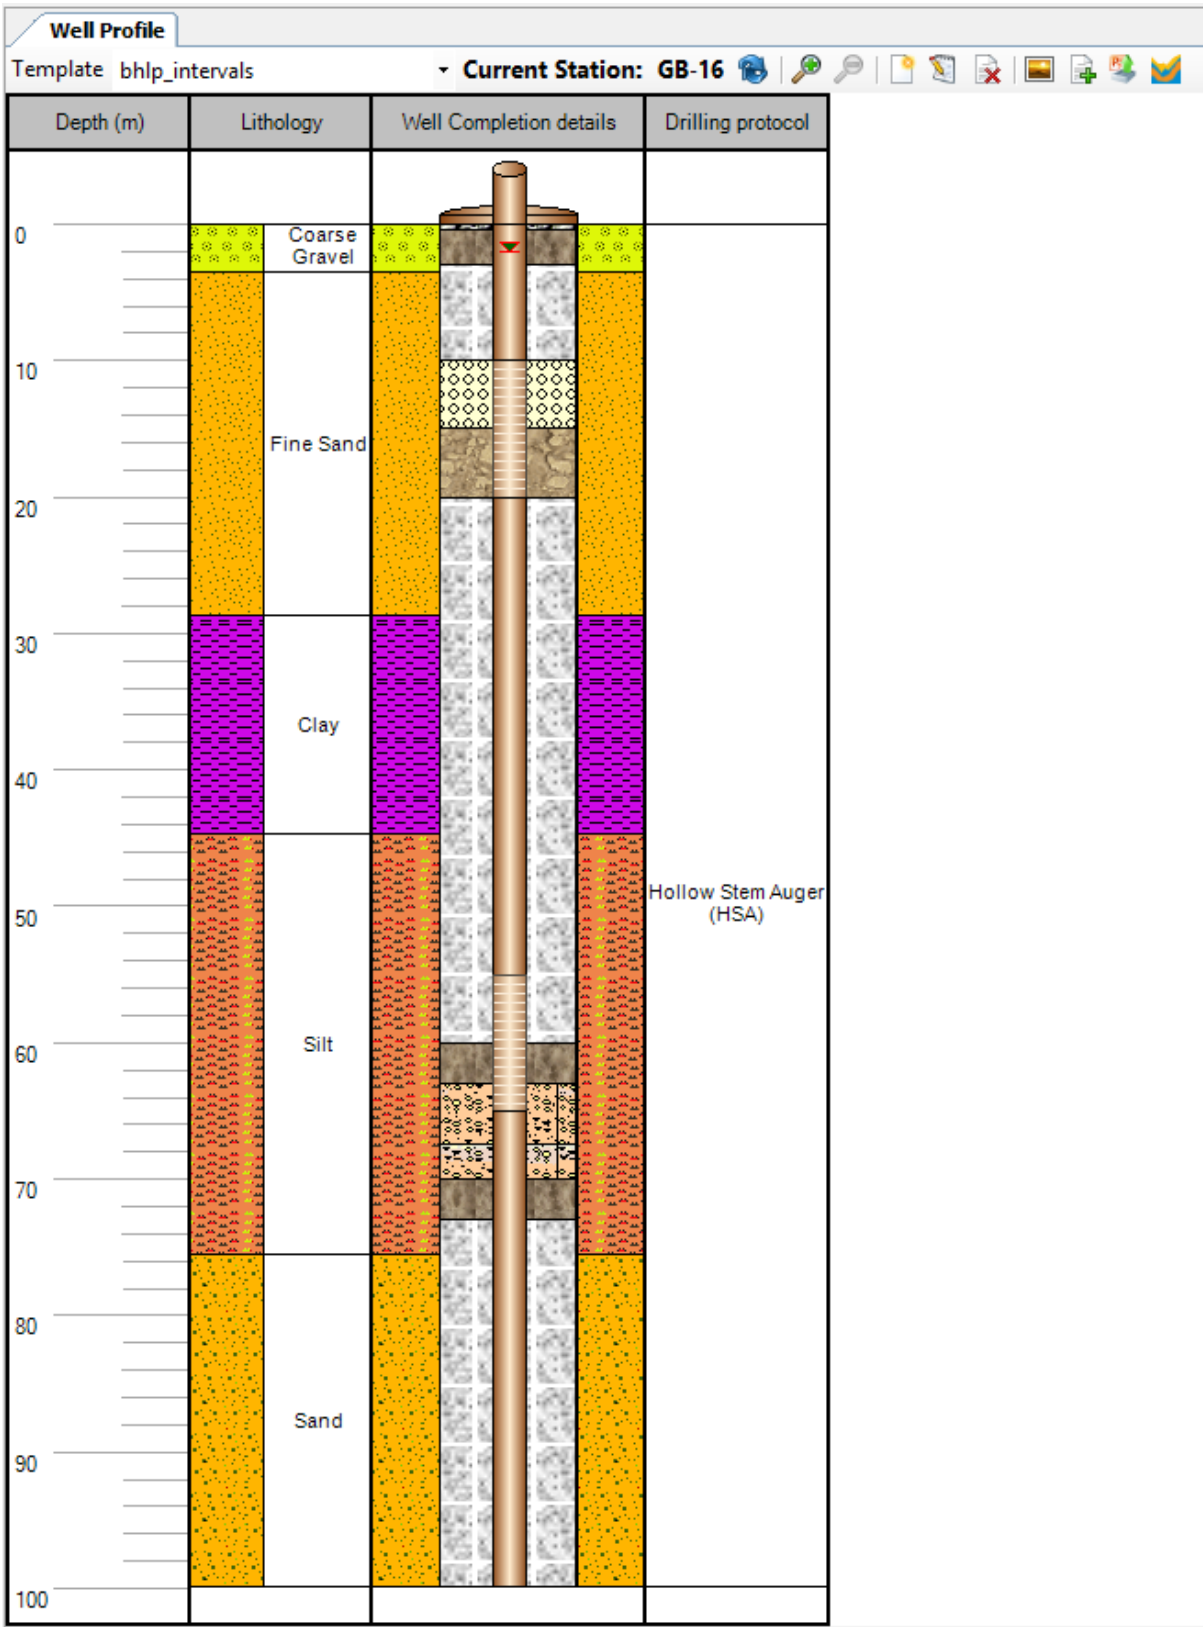 Well Profile
Template bhlp_intervals Current Station: GB-16
Depth (m) Lithology Well Completion details Drilling protocol
0
Coarse
Gravel
10
Fine Sand
20
30
Clay
40
Hollow Stem Auger
(HSA)
50
Silt
60
70
80
Sand
90
100